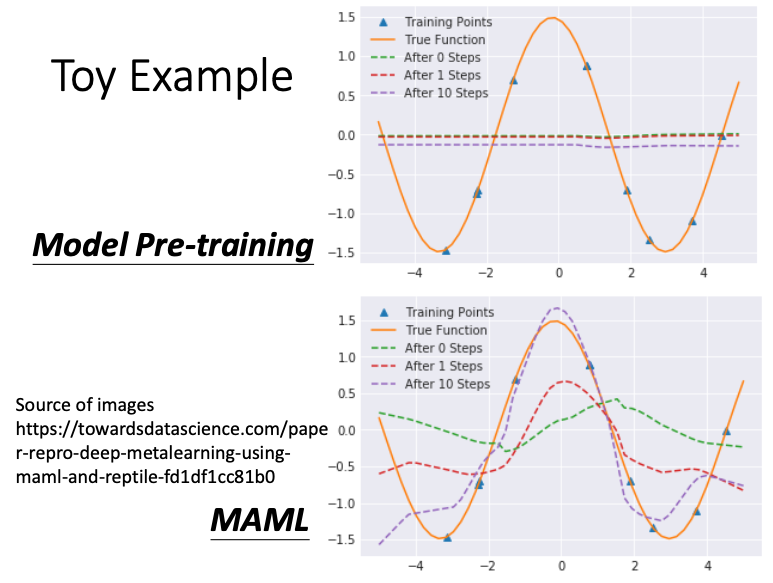 Toy Example
Model Pre-training
1.5
1.0
0.5
0.0
−0.5
−1.0
−1.5
Training Points
True Function
After 0 Steps
After 1 Steps
After 10 Steps
−4
−2
0
2
4
Source of images
https://towardsdatascience.com/pape
r-repro-deep-metalearning-using-
maml-and-reptile-fd1df1cc81b0
MAML
1.5
1.0
0.5
0.0
−0.5
−1.0
−1.5
Training Points
True Function
After 0 Steps
After 1 Steps
After 10 Steps
−4
−2
0
2
4